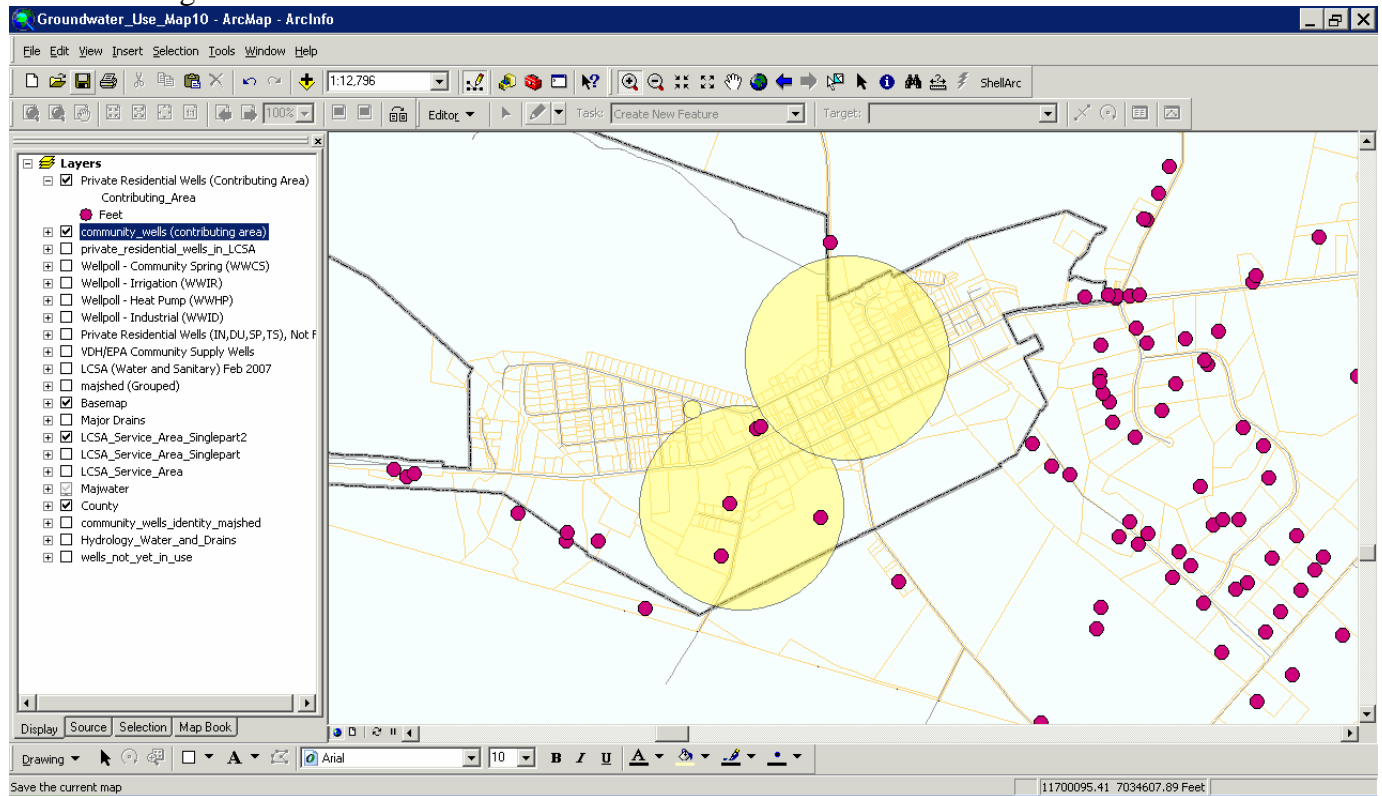 Groundwater_Use_Map10 - ArcMap - ArcInfo
File Edit View Insert Selection Tools Window Help
1:12,796
ShellArc
100%
Editor
Task:
Create New Feature
Target:
Layers
Private Residential Wells (Contributing Area)
Contributing_Area
Feet
community_wells (contributing area)
private_residential_wells_in_LCSA
Wellpoll - Community Spring (WWCS)
Wellpoll - Irrigation (WWIR)
Wellpoll - Heat Pump (WWHP)
Wellpoll - Industrial (WWID)
Private Residential Wells (IN,DU,SP,TS), Not F
VDH/EPA Community Supply Wells
LCSA (Water and Sanitary) Feb 2007
majshed (Grouped)
Basemap
Major Drains
LCSA_Service_Area_Singlepart2
LCSA_Service_Area_Singlepart
LCSA_Service_Area
Majwater
County
community_wells_identity_majshed
Hydrology_Water_and_Drains
wells_not_yet_in_use
Display Source Selection Map Book
Drawing A Arial 10 B I U A
Save the current map 11700095.41 7034607.89 Feet